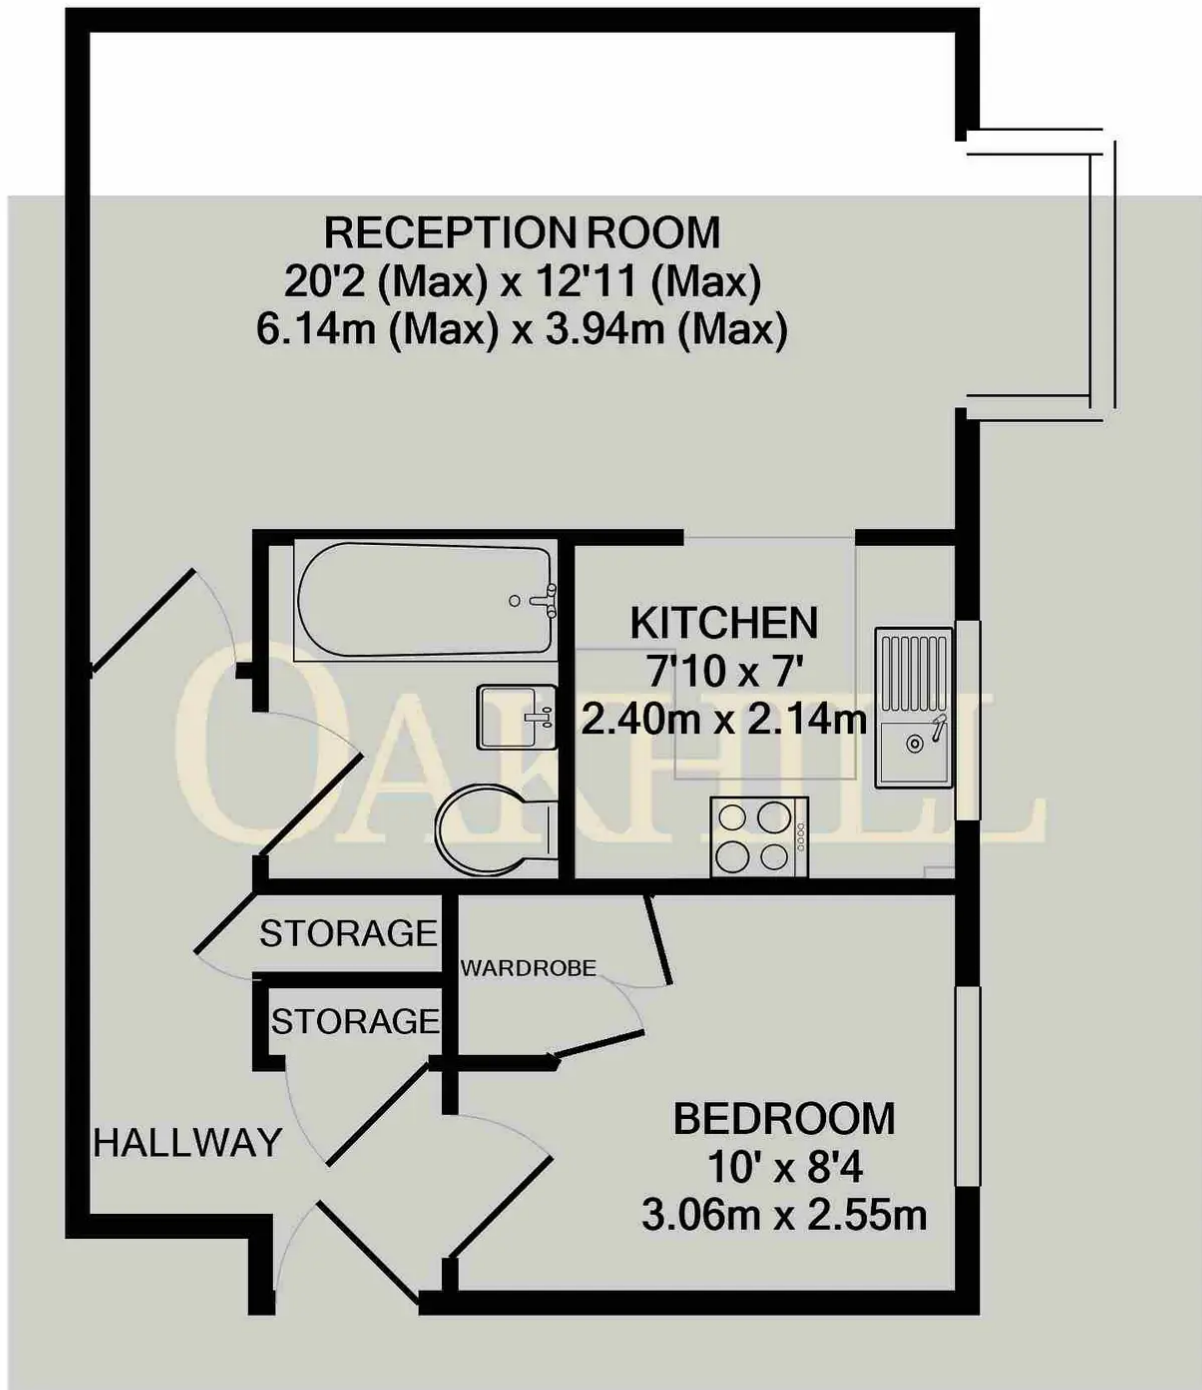 RECEPTION ROOM
20'2 (Max) x 12'11 (Max)
6.14m (Max) x 3.94m (Max)
KITCHEN
7'10 x 7'
2.40m x 2.14m
OAKHILL
STORAGE
WARDROBE
STORAGE
HALLWAY
BEDROOM
10' x 8'4
3.06m x 2.55m